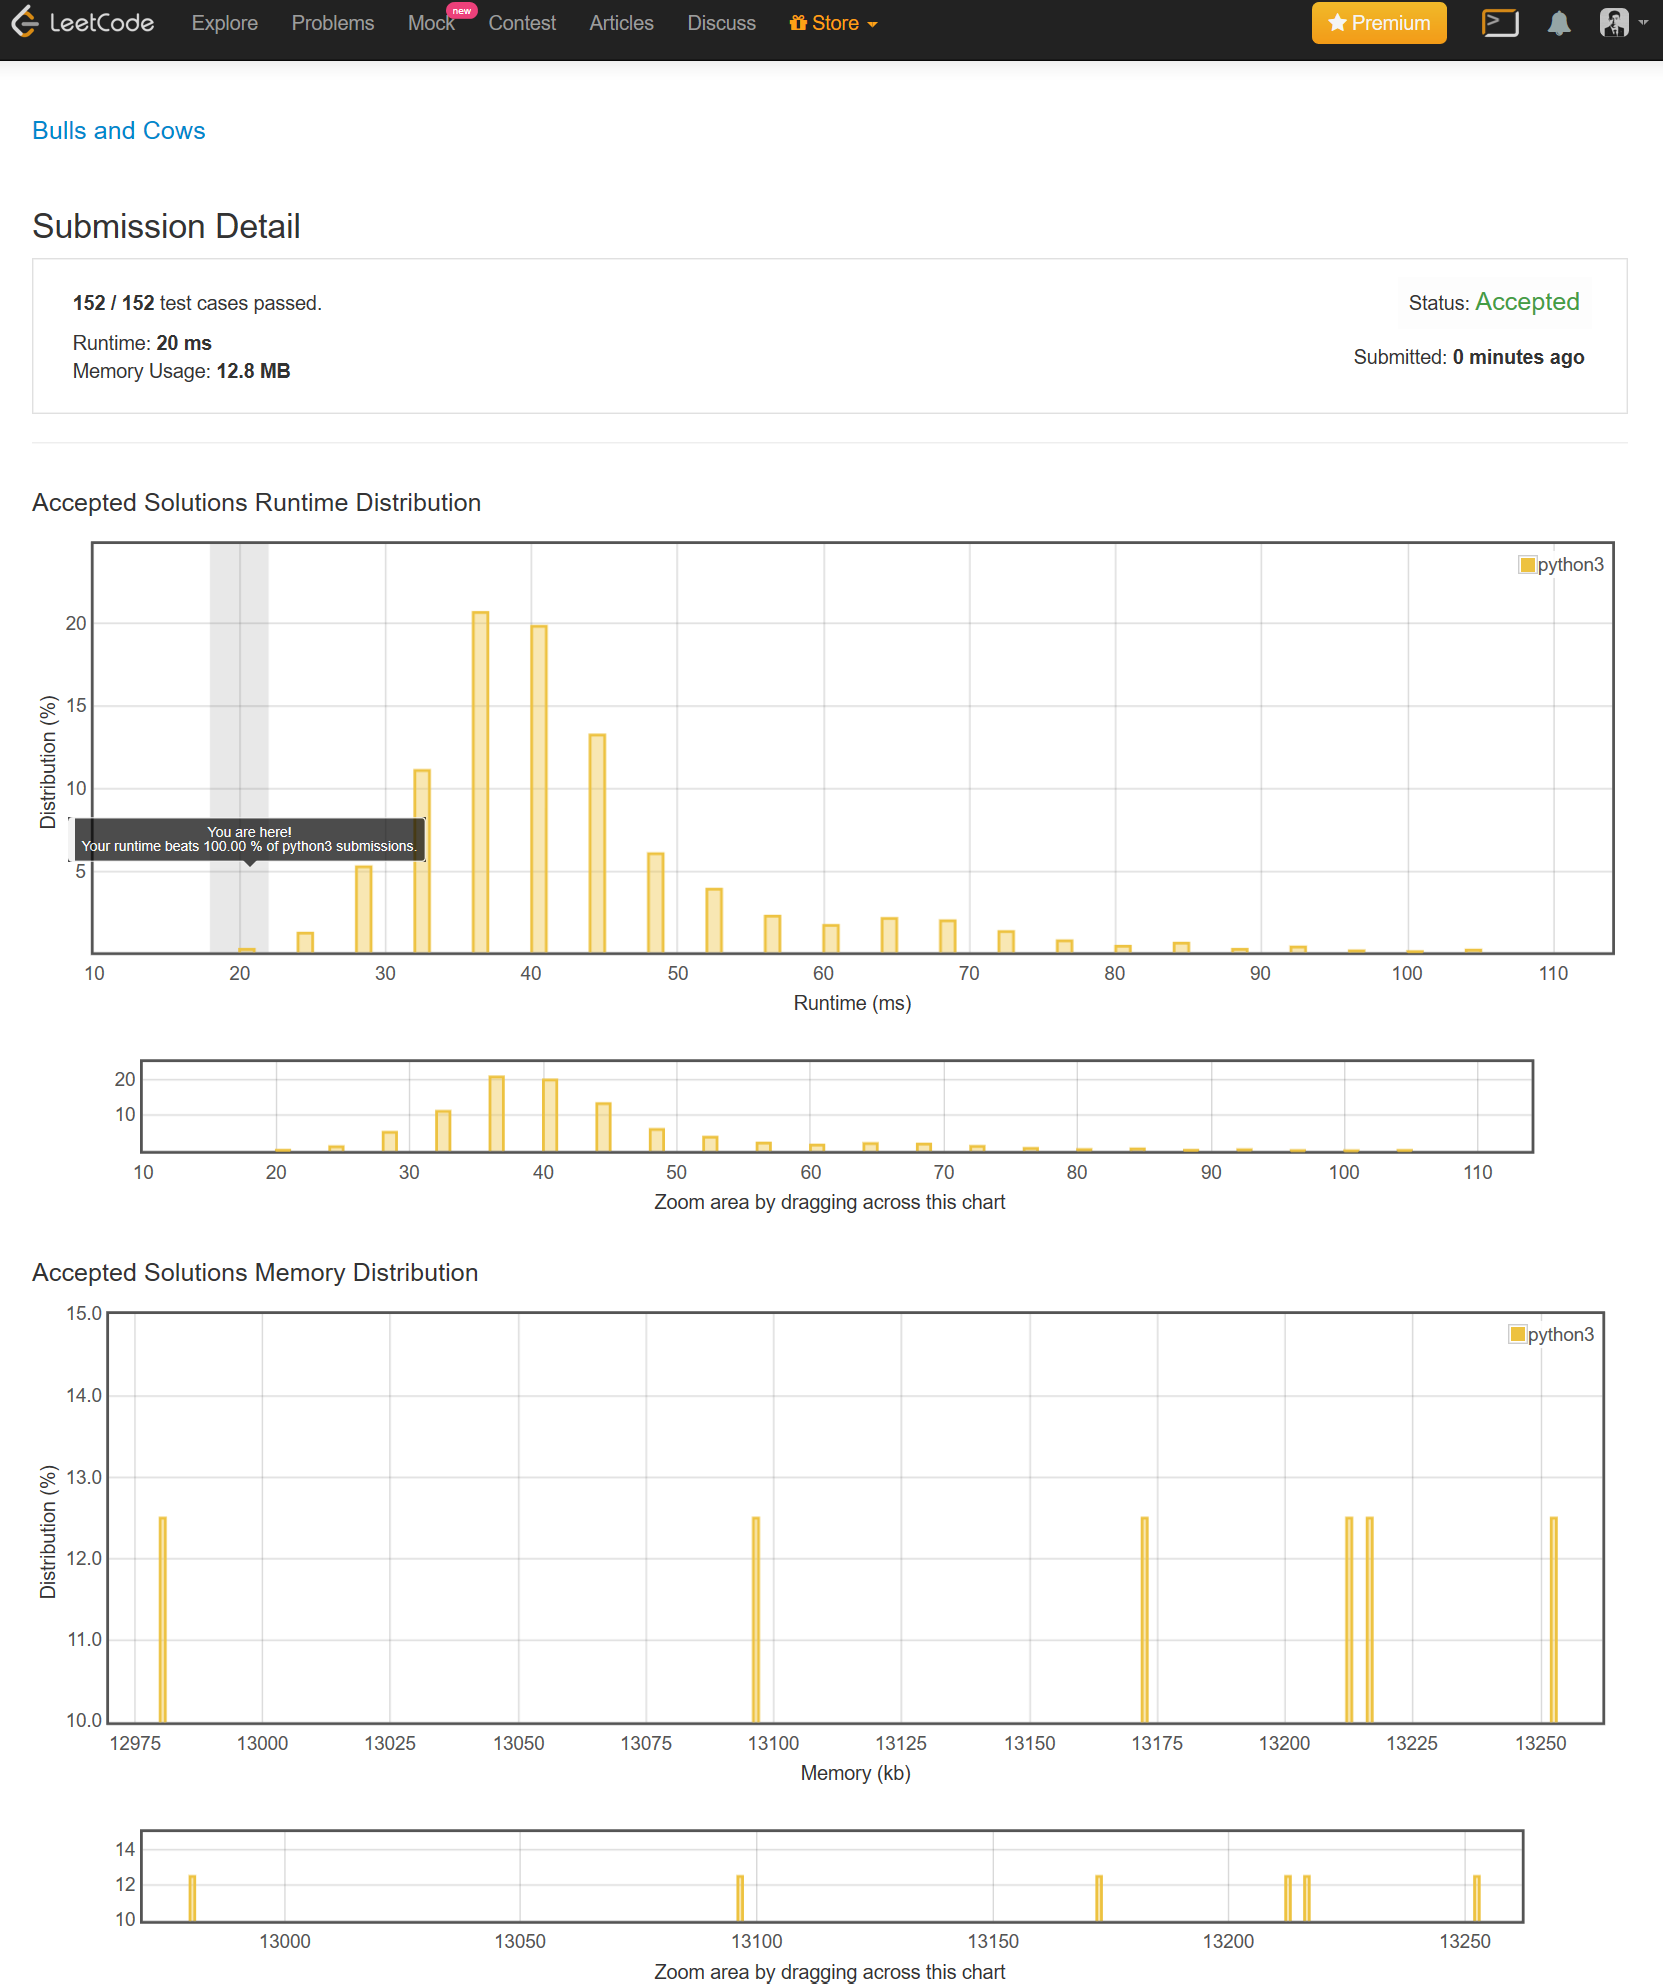 LeetCode Explore Problems Mock new Contest Articles Discuss Store Premium
Bulls and Cows
Submission Detail
152 / 152 test cases passed.
Status: Accepted
Runtime: 20 ms
Submitted: 0 minutes ago
Memory Usage: 12.8 MB
Accepted Solutions Runtime Distribution
python3
Distribution (%)
20
15
10
5
You are here!
Your runtime beats 100.00 % of python3 submissions.
10 20 30 40 50 60 70 80 90 100 110
Runtime (ms)
20
10
10 20 30 40 50 60 70 80 90 100 110
Zoom area by dragging across this chart
Accepted Solutions Memory Distribution
python3
Distribution (%)
15.0
14.0
13.0
12.0
11.0
10.0
12975 13000 13025 13050 13075 13100 13125 13150 13175 13200 13225 13250
Memory (kb)
14
12
10
13000 13050 13100 13150 13200 13250
Zoom area by dragging across this chart